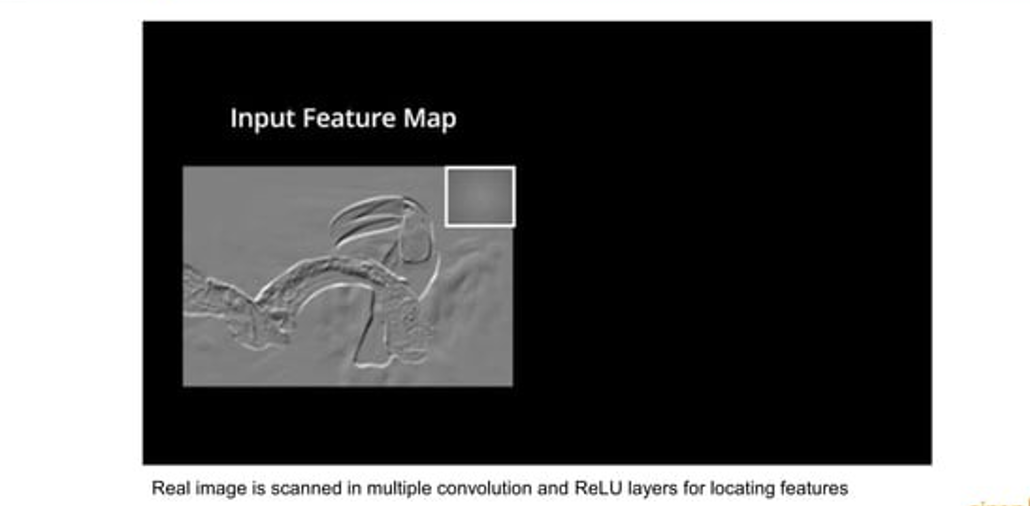 Input Feature Map
Real image is scanned in multiple convolution and ReLU layers for locating features